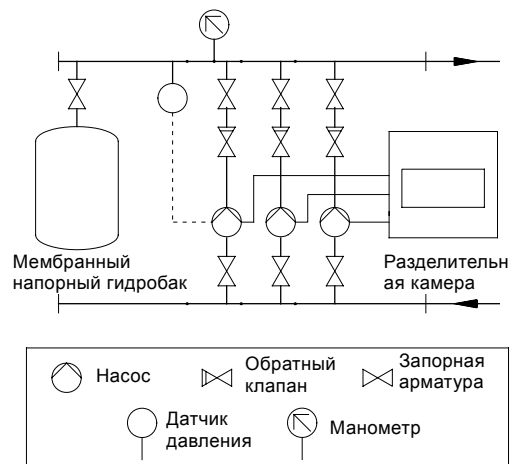 Мембранный
напорный гидробак
Разделительн
ая камера
Насос
Обратный
клапан
Запорная
арматура
Датчик
давления
Манометр